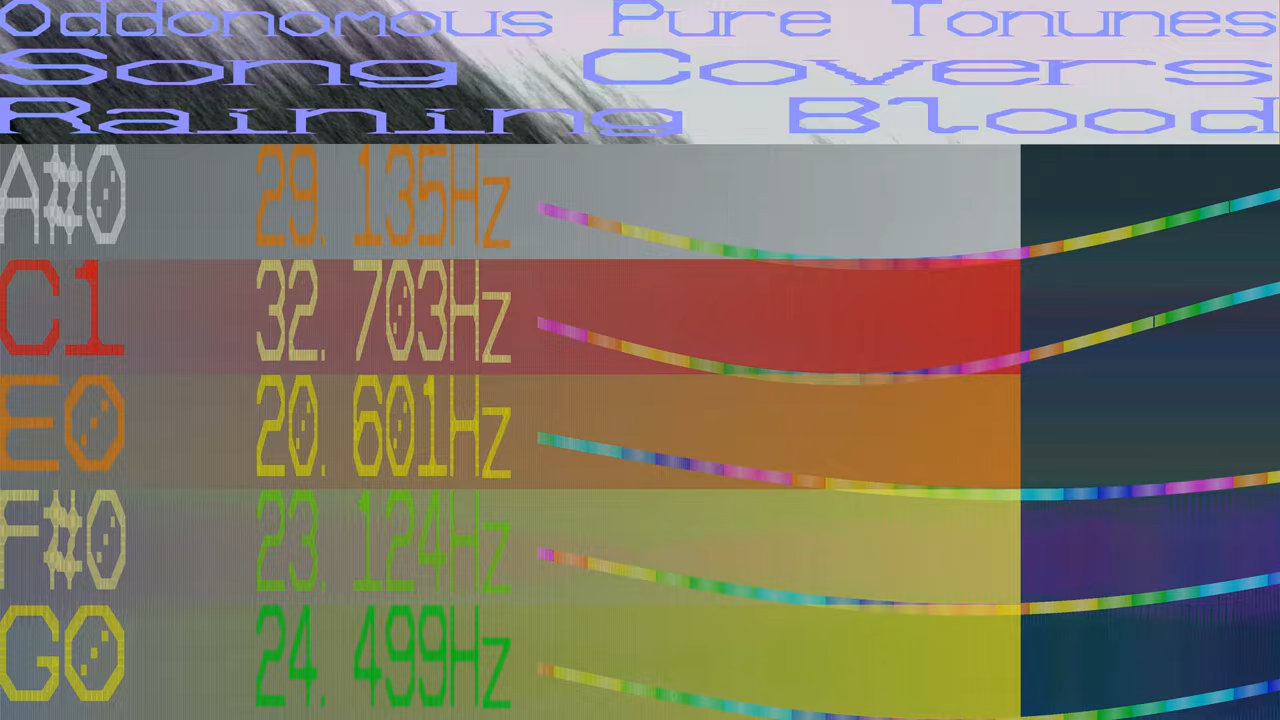 Oddonomous Pure Tonunes
Song Covers
Raining Blood
A#0 29.135Hz
C1 32.703Hz
E0 20.601Hz
F#0 23.124Hz
G0 24.499Hz